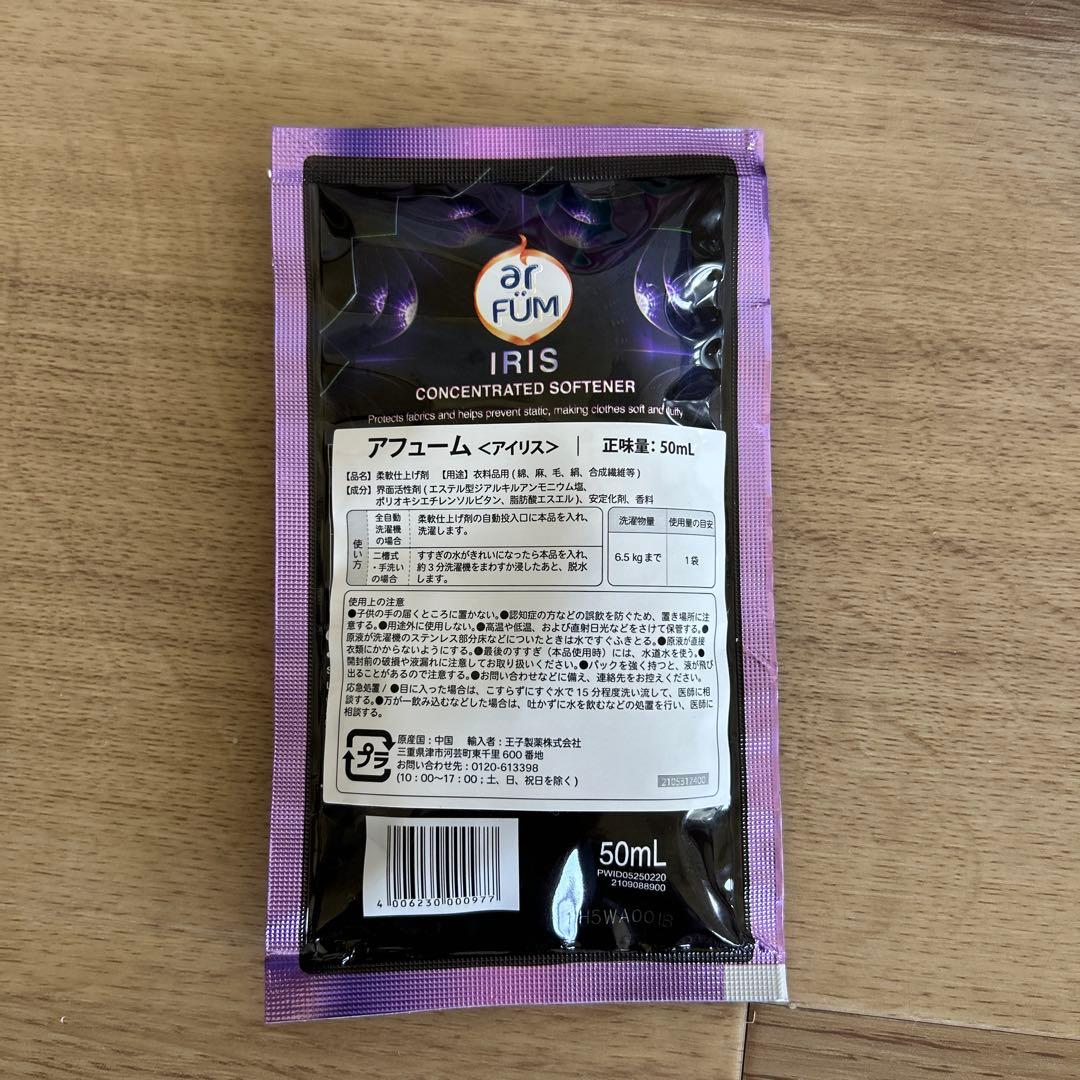 ar
FÜM
IRIS
CONCENTRATED SOFTENER
Protects fabrics and helps prevent static, making clothes soft and fluffy
アフューム <アイリス> | 正味量: 50mL
【品名】柔軟仕上げ剤 【用途】衣料品用 (綿、麻、毛、絹、合成繊維等)
【成分】界面活性剤 (エステル型ジアルキルアンモニウム塩、
ポリオキシエチレンソルビタン、脂肪酸エスエル)、安定化剤、香料
使い方
全自動洗濯機の場合
柔軟仕上げ剤の自動投入口に本品を入れ、
洗濯します。
二槽式・手洗いの場合
すすぎの水がきれいになったら本品を入れ、
約3分洗濯機をまわすか浸したあと、脱水
します。
洗濯物量 使用量の目安
6.5 kgまで 1袋
使用上の注意
●子供の手の届くところに置かない。●認知症の方などの誤飲を防ぐため、置き場所に注
意する。●用途外に使用しない。●高温や低温、および直射日光などをさけて保管する。●
原液が洗濯機のステンレス部分床などについたときは水ですぐふきとる。●原液が直接
衣類にかからないようにする。●最後のすすぎ（本品使用時）には、水道水を使う。●
開封前の破損や液漏れに注意してお取り扱いください。●パックを強く持つと、液が飛び
出ることがあるので注意する。●お問い合わせなどに備え、連絡先をお控えください。
応急処置 / ●目に入った場合は、こすらずにすぐ水で15分程度洗い流して、医師に相
談する。●万が一飲み込むなどした場合は、吐かずに水を飲むなどの処置を行い、医師に
相談する。
プラ
原産国：中国 輸入者：王子製薬株式会社
三重県津市河芸町東千里 600 番地
お問い合わせ先：0120-613398
(10：00～17：00；土、日、祝日を除く)
2105817400
4 006230 000977
50mL
PWID05250220
2109088900
H5WA0018